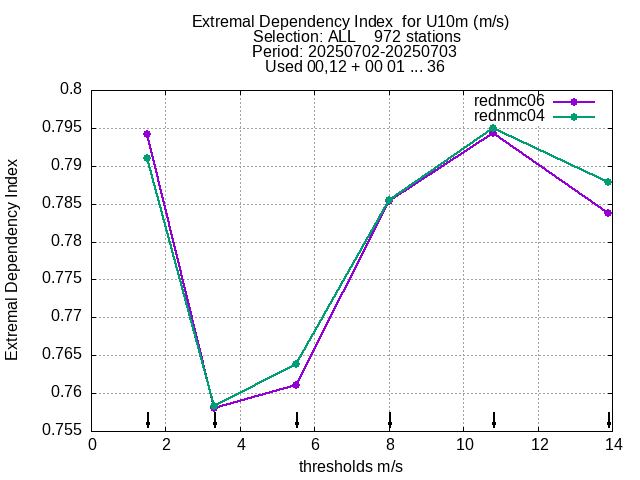 Extremal Dependency Index  for U10m (m/s)
Selection: ALL    972 stations
Period: 20250702-20250703
Used 00,12 + 00 01 ... 36
rednmc06
rednmc04
0.8
0.795
0.79
0.785
0.78
0.775
0.77
0.765
0.76
0.755
Extremal Dependency Index
0 2 4 6 8 10 12 14
thresholds m/s